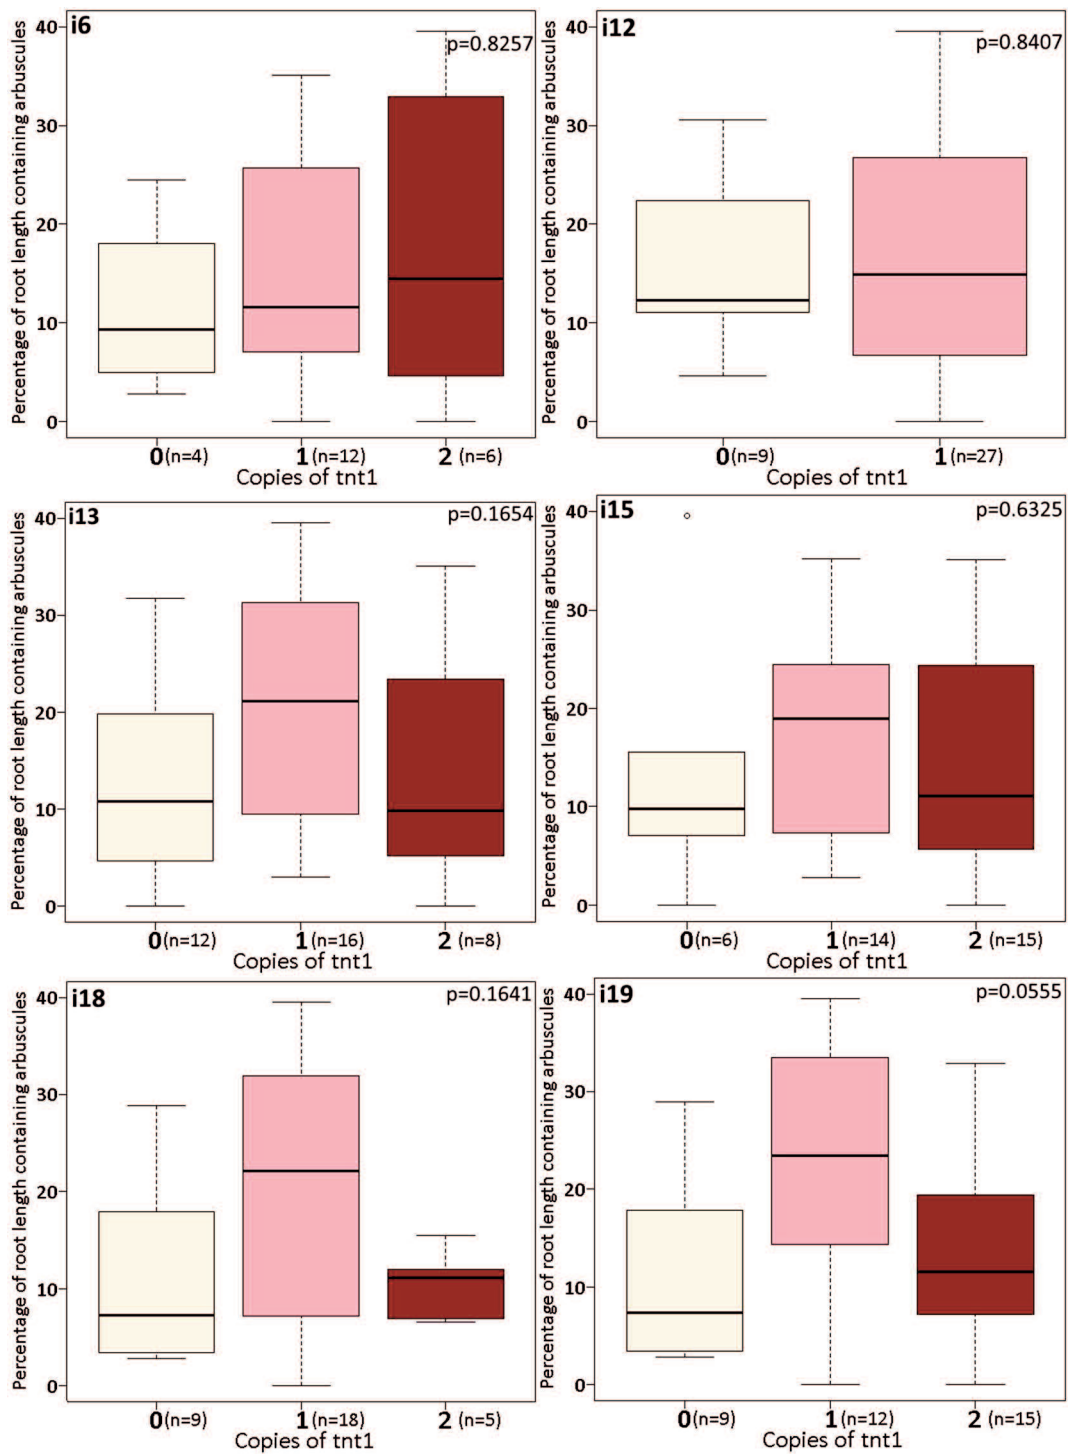 i6
p=0.8257
Percentage of root length containing arbuscules
40
30
20
10
0
0(n=4) 1(n=12) 2 (n=6)
Copies of tnt1
i12
p=0.8407
Percentage of root length containing arbuscules
40
30
20
10
0
0(n=9) 1(n=27)
Copies of tnt1
i13
p=0.1654
Percentage of root length containing arbuscules
40
30
20
10
0
0(n=12) 1(n=16) 2 (n=8)
Copies of tnt1
i15
p=0.6325
Percentage of root length containing arbuscules
40
30
20
10
0
0(n=6) 1(n=14) 2 (n=15)
Copies of tnt1
i18
p=0.1641
Percentage of root length containing arbuscules
40
30
20
10
0
0(n=9) 1(n=18) 2 (n=5)
Copies of tnt1
i19
p=0.0555
Percentage of root length containing arbuscules
40
30
20
10
0
0(n=9) 1(n=12) 2 (n=15)
Copies of tnt1